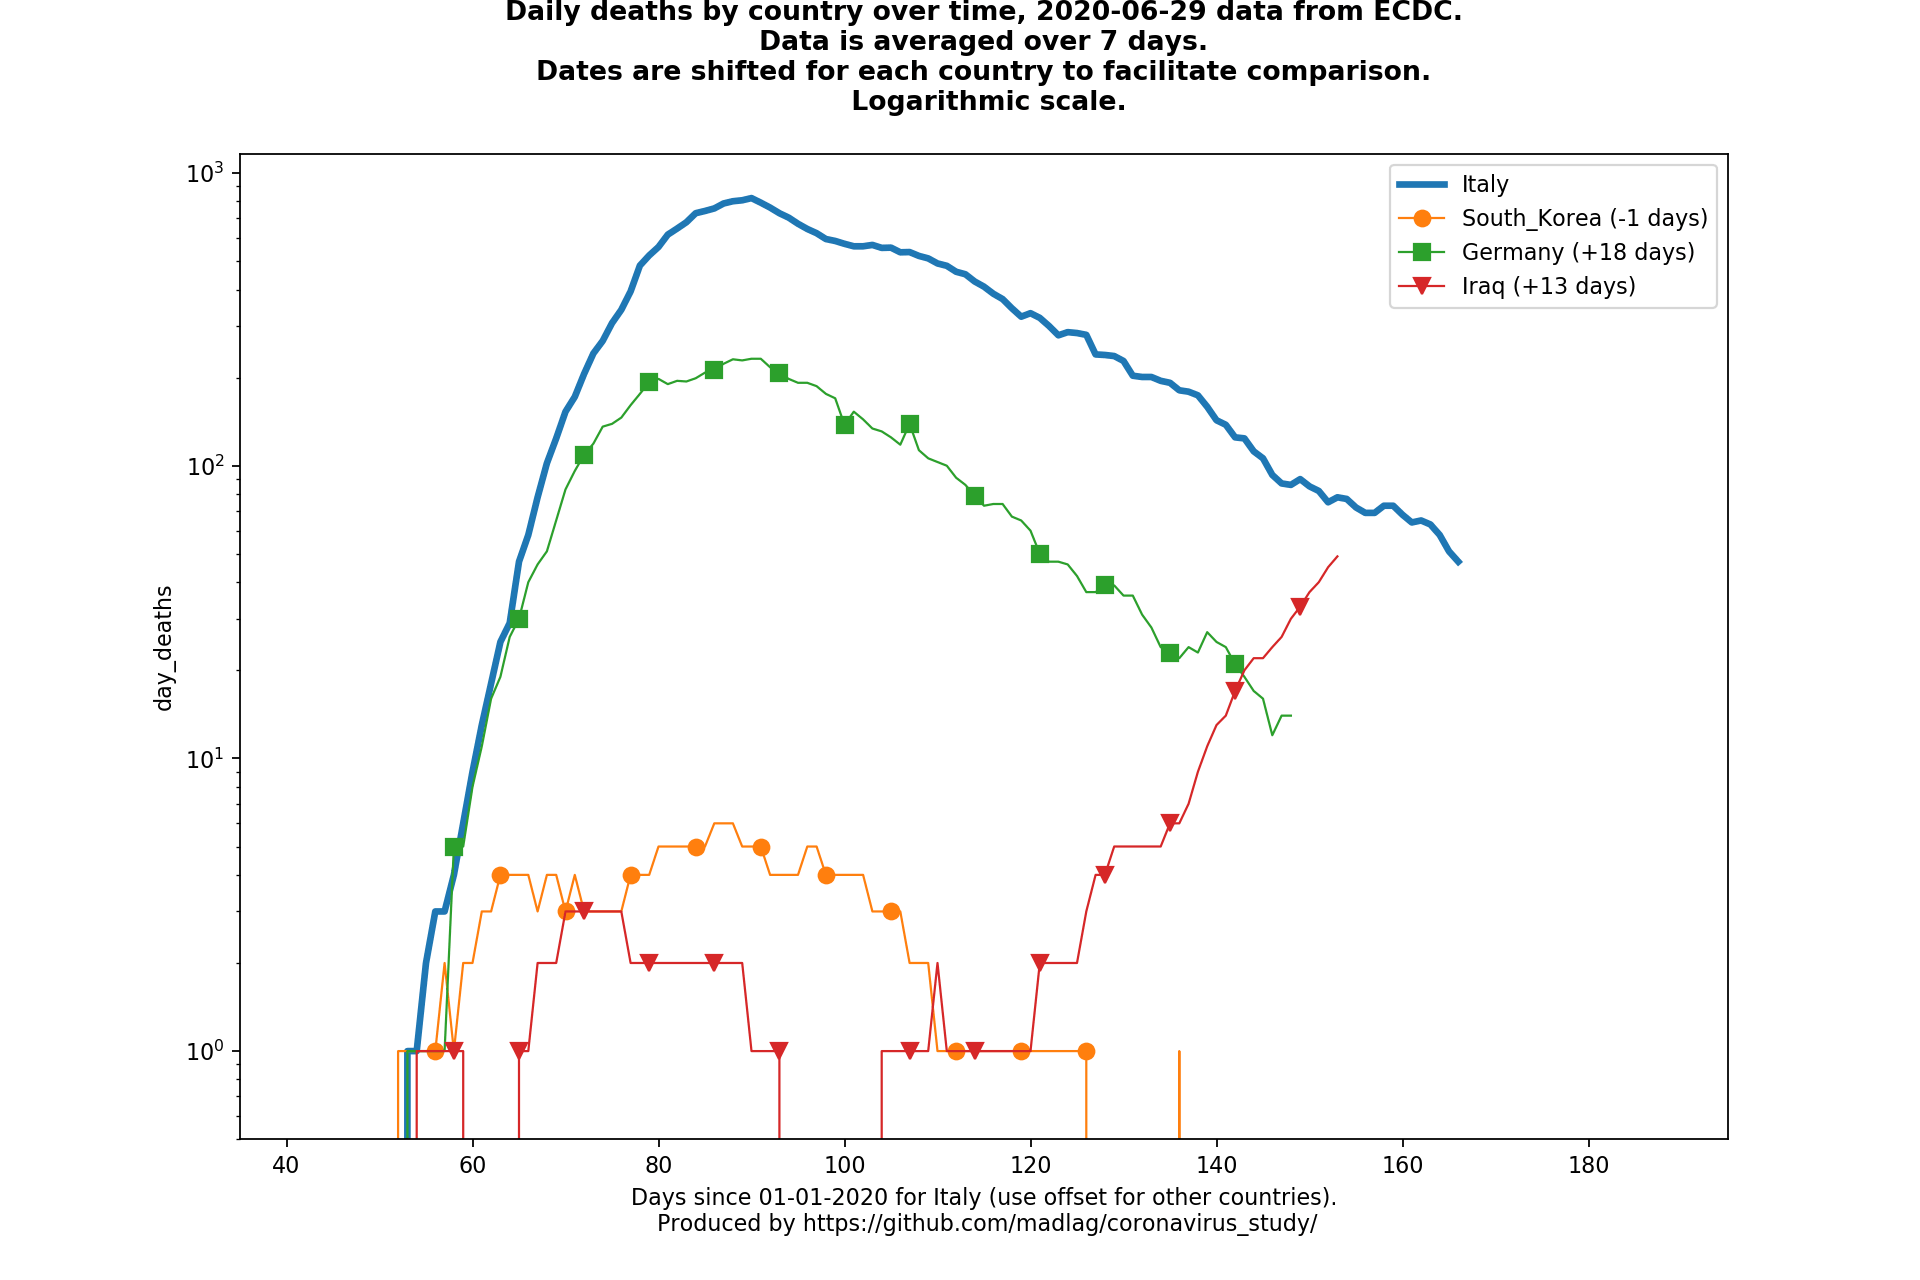 Daily deaths by country over time, 2020-06-29 data from ECDC.
Data is averaged over 7 days.
Dates are shifted for each country to facilitate comparison.
Logarithmic scale.
10³
Italy
South_Korea (-1 days)
Germany (+18 days)
Iraq (+13 days)
10²
day_deaths
10¹
10⁰
40 60 80 100 120 140 160 180
Days since 01-01-2020 for Italy (use offset for other countries).
Produced by https://github.com/madlag/coronavirus_study/